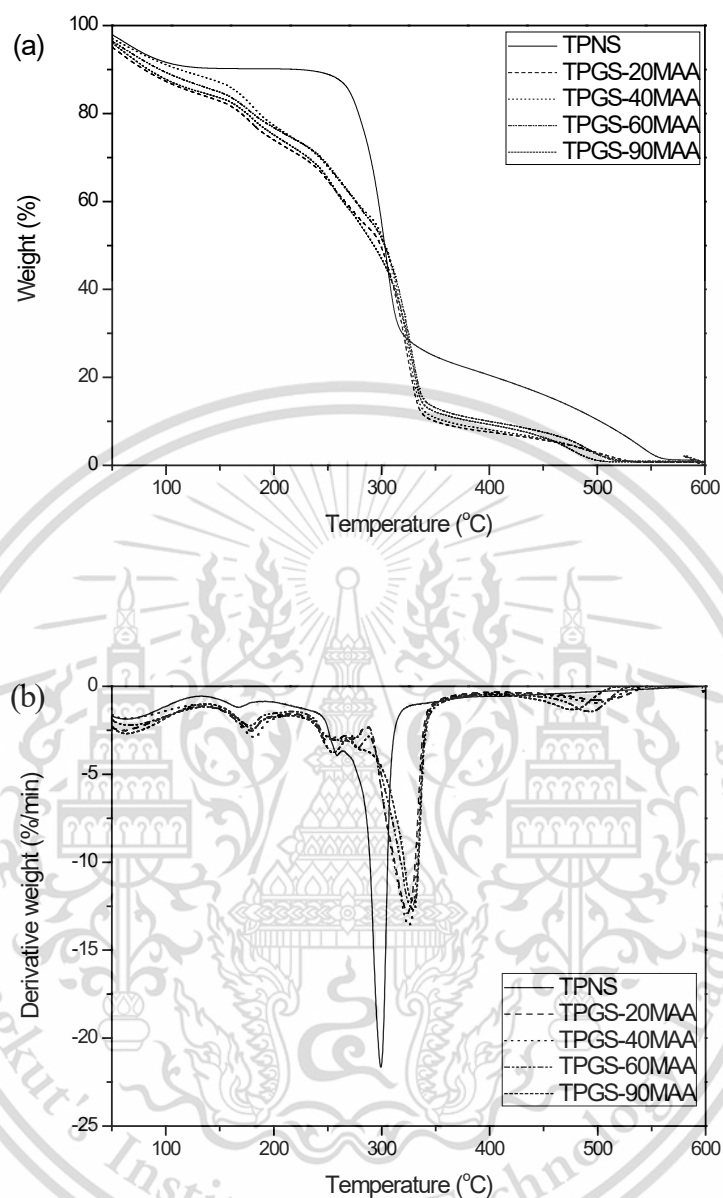 (a)
100
80
60
40
20
0
Weight (%)
TPNS
TPGS-20MAA
TPGS-40MAA
TPGS-60MAA
TPGS-90MAA
100 200 300 400 500 600
Temperature (°C)
(b)
0
-5
-10
-15
-20
-25
Derivative weight (%/min)
TPNS
TPGS-20MAA
TPGS-40MAA
TPGS-60MAA
TPGS-90MAA
100 200 300 400 500 600
Temperature (°C)